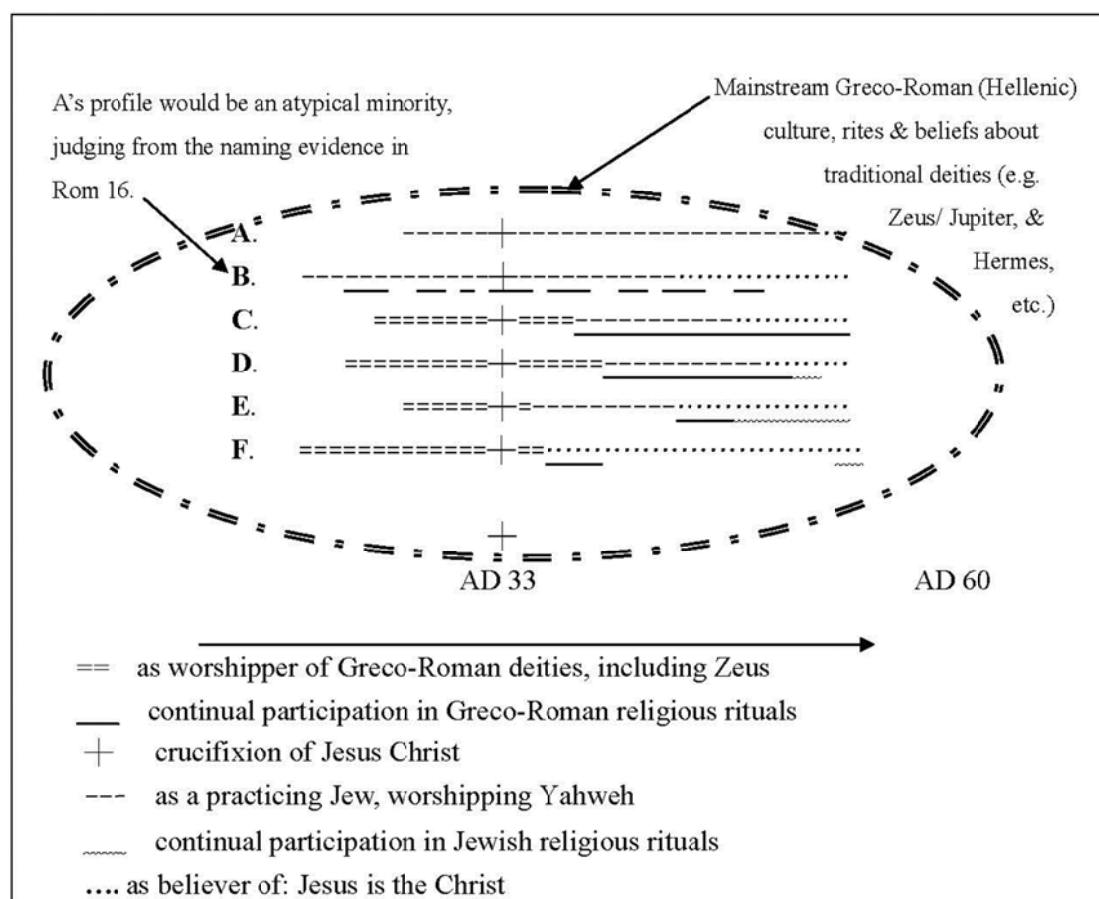 A's profile would be an atypical minority,
judging from the naming evidence in
Rom 16.
Mainstream Greco-Roman (Hellenic)
culture, rites & beliefs about
traditional deities (e.g.
Zeus/ Jupiter, &
Hermes,
etc.)
A.
B.
C.
D.
E.
F.
AD 33
AD 60
== as worshipper of Greco-Roman deities, including Zeus
continual participation in Greco-Roman religious rituals
crucifixion of Jesus Christ
--- as a practicing Jew, worshipping Yahweh
continual participation in Jewish religious rituals
.... as believer of: Jesus is the Christ